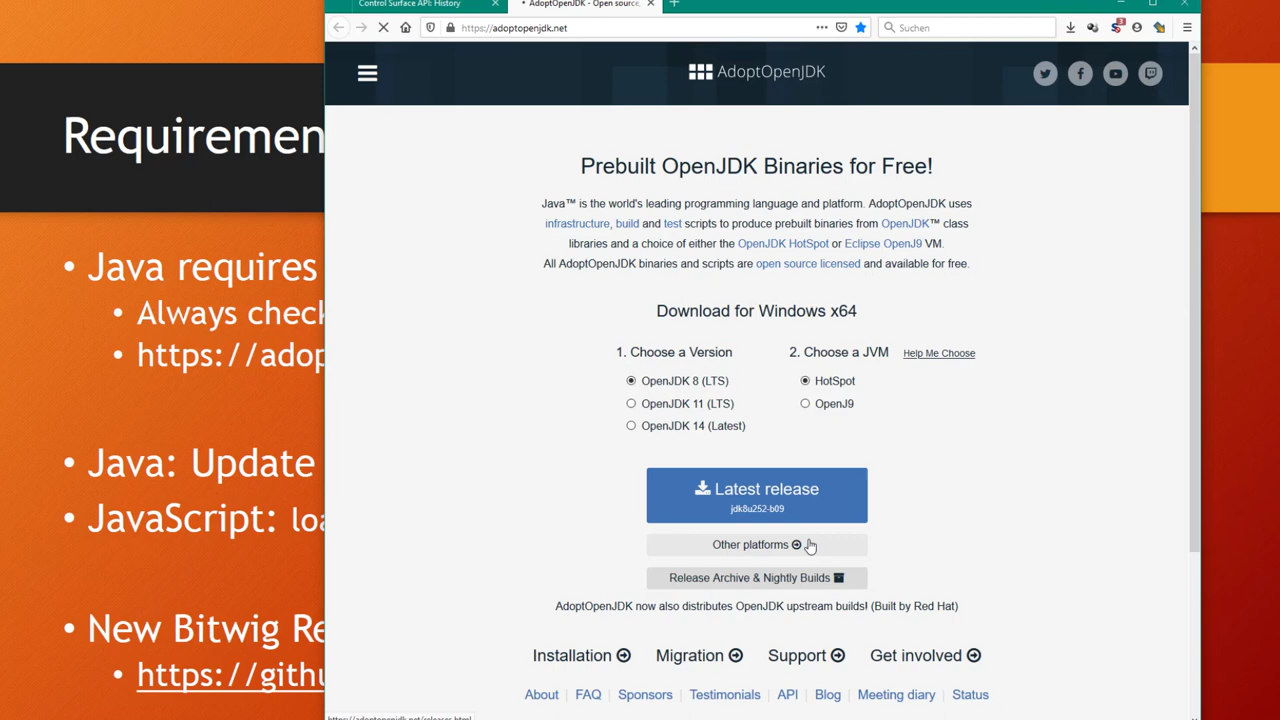 Control Surface API: History
AdoptOpenJDK - Open source,
https://adoptopenjdk.net
Suchen
3
AdoptOpenJDK
Requiremen
Prebuilt OpenJDK Binaries for Free!
Java™ is the world's leading programming language and platform. AdoptOpenJDK uses
infrastructure, build and test scripts to produce prebuilt binaries from OpenJDK™ class
libraries and a choice of either the OpenJDK HotSpot or Eclipse OpenJ9 VM.
All AdoptOpenJDK binaries and scripts are open source licensed and available for free.
• Java requires
• Always check
• https://adop
Download for Windows x64
1. Choose a Version
2. Choose a JVM
Help Me Choose
OpenJDK 8 (LTS)
HotSpot
OpenJDK 11 (LTS)
OpenJ9
OpenJDK 14 (Latest)
• Java: Update
• JavaScript: loa
Latest release
jdk8u252-b09
Other platforms
Release Archive & Nightly Builds
AdoptOpenJDK now also distributes OpenJDK upstream builds! (Built by Red Hat)
• New Bitwig Re
• https://githu
Installation
Migration
Support
Get involved
About | FAQ | Sponsors | Testimonials | API | Blog | Meeting diary | Status
https://adoptopenjdk.net/releases.html